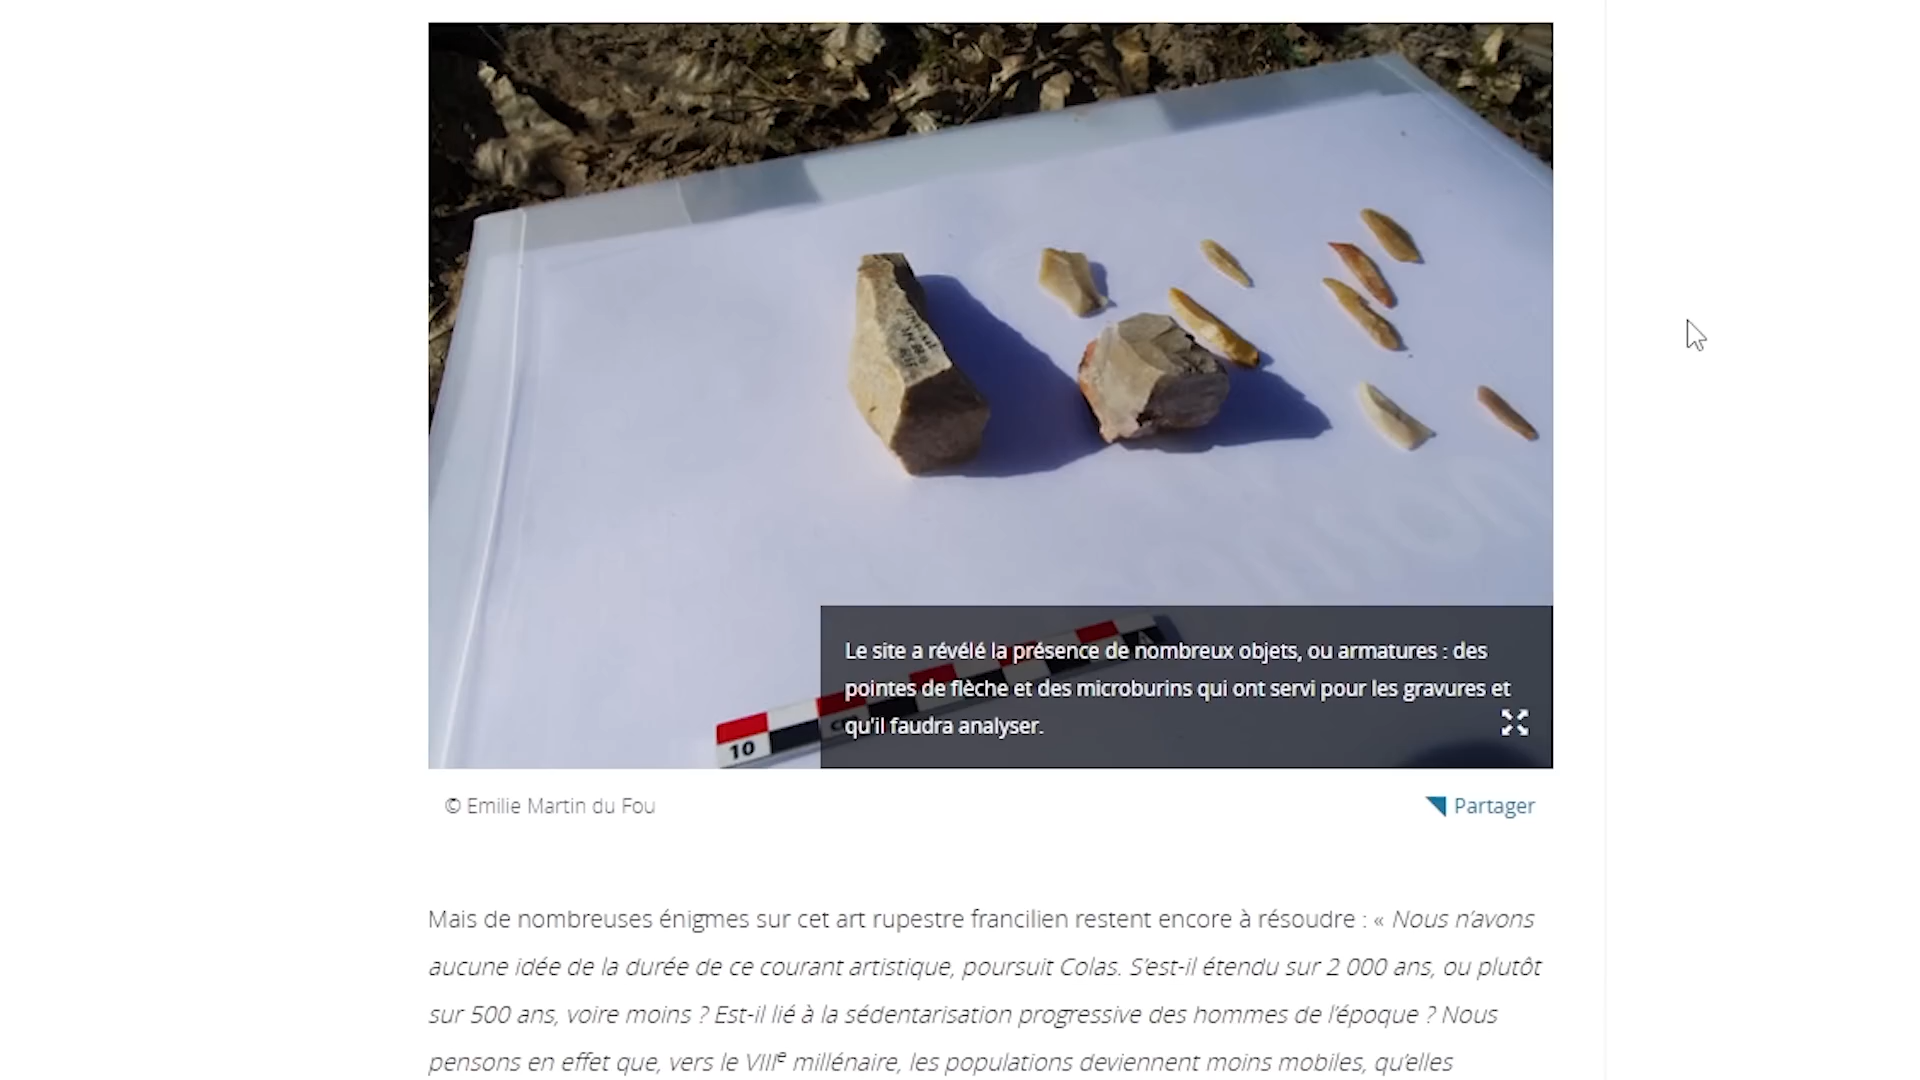 Le site a révélé la présence de nombreux objets, ou armatures : des
pointes de flèche et des microburins qui ont servi pour les gravures et
qu'il faudra analyser.
10
© Emilie Martin du Fou
Partager
Mais de nombreuses énigmes sur cet art rupestre francilien restent encore à résoudre : « Nous n'avons
aucune idée de la durée de ce courant artistique, poursuit Colas. S'est-il étendu sur 2 000 ans, ou plutôt
sur 500 ans, voire moins ? Est-il lié à la sédentarisation progressive des hommes de l'époque ? Nous
pensons en effet que, vers le VIIIe millénaire, les populations deviennent moins mobiles, qu'elles